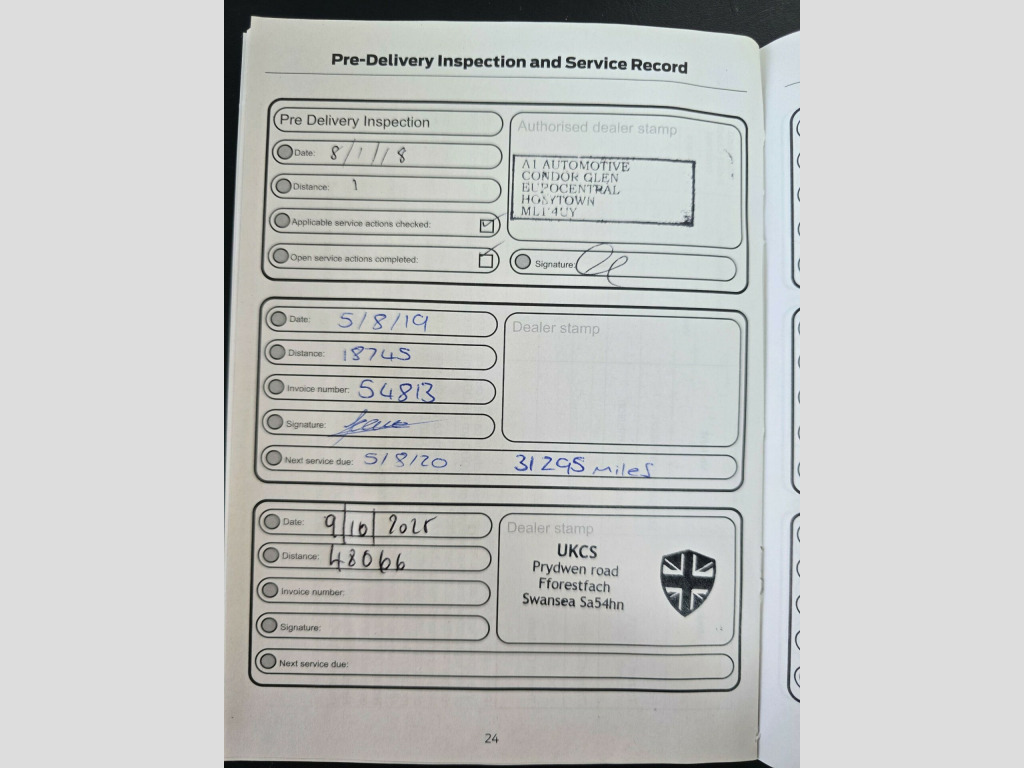 Pre-Delivery Inspection and Service Record
Pre Delivery Inspection
Date: 8/1/18
Distance: 1
Applicable service actions checked:
Open service actions completed:
Authorised dealer stamp
A1 AUTOMOTIVE
CONDOR GLEN
EUROCENTRAL
HOLYTOWN
ML1 4UY
Signature:
Date: 5/8/19
Distance: 18745
Invoice number: 54813
Signature:
Next service due: 5/8/20 31295 miles
Dealer stamp
Date: 9/10/2025
Distance: 48066
Invoice number:
Signature:
Next service due:
Dealer stamp
UKCS
Prydwen road
Fforestfach
Swansea Sa54hn
24